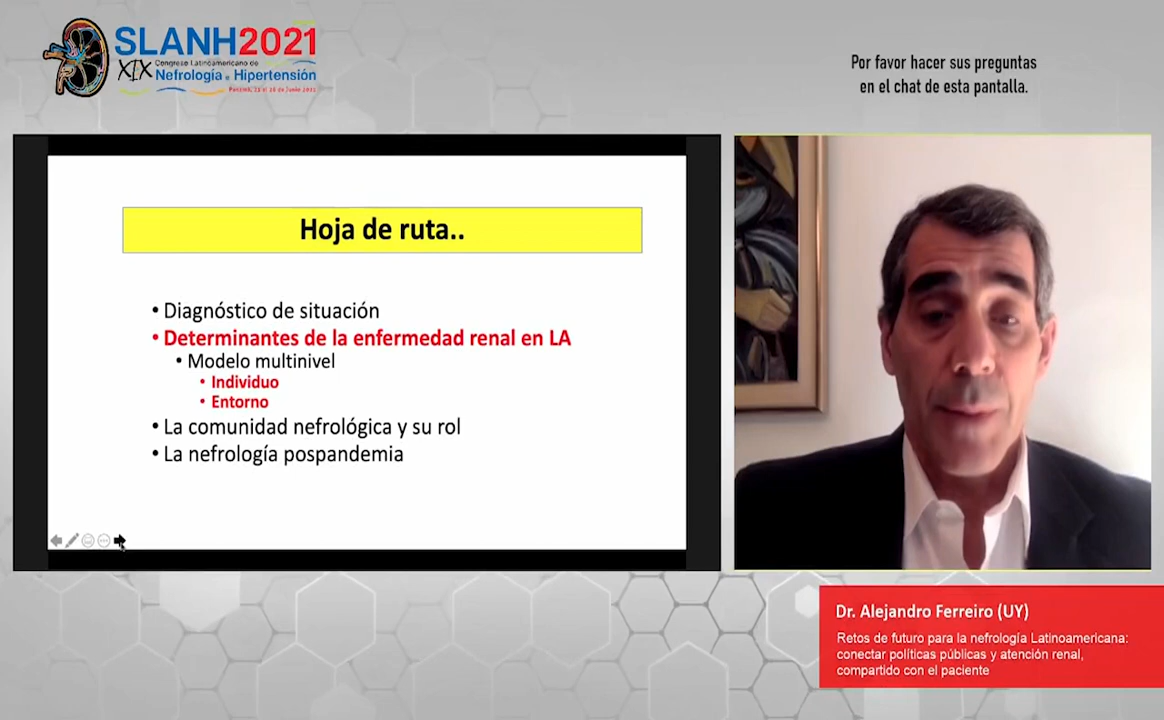 SLANH2021
XIX Congreso Latinoamericano de
Nefrología e Hipertensión
Por favor hacer sus preguntas
en el chat de esta pantalla.
Hoja de ruta..
• Diagnóstico de situación
• Determinantes de la enfermedad renal en LA
• Modelo multinivel
• Individuo
• Entorno
• La comunidad nefrológica y su rol
• La nefrología pospandemia
Dr. Alejandro Ferreiro (UY)
Retos de futuro para la nefrología Latinoamericana:
conectar políticas públicas y atención renal,
compartido con el paciente